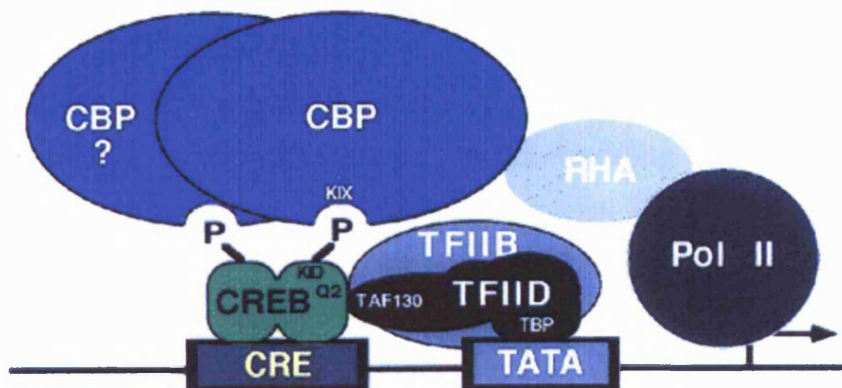 CBP
?
CBP
KIX
RHA
P
P
TFIIB
Pol II
KID
CREB
Q2
TAF130
TFIID
TBP
CRE
TATA